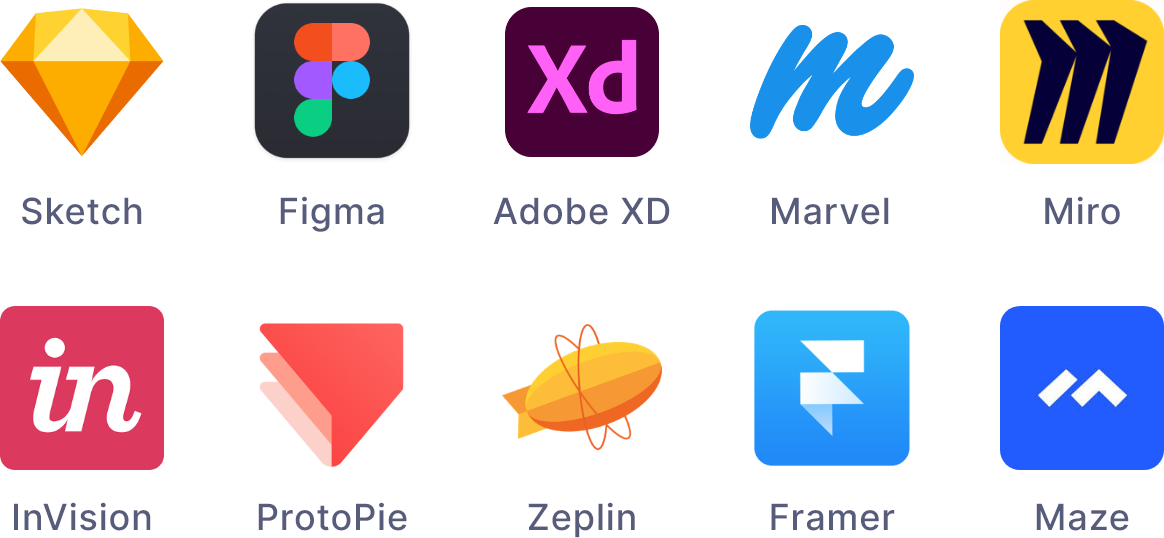 Xd
Sketch
Figma
Adobe XD
Marvel
Miro
in
InVision
ProtoPie
Zeplin
Framer
Maze